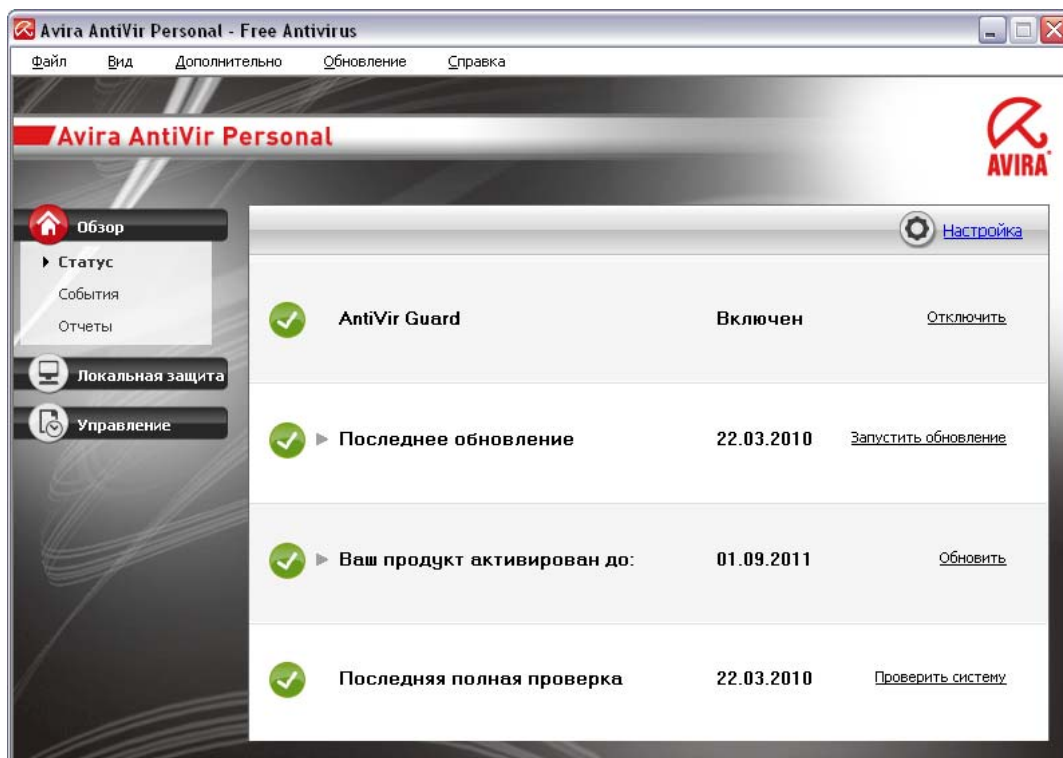 Avira AntiVir Personal - Free Antivirus
Файл Вид Дополнительно Обновление Справка
Avira AntiVir Personal
AVIRA
Обзор
Настройка
Статус
События
Отчеты
AntiVir Guard Включен Отключить
Локальная защита
Управление
Последнее обновление 22.03.2010 Запустить обновление
Ваш продукт активирован до: 01.09.2011 Обновить
Последняя полная проверка 22.03.2010 Проверить систему